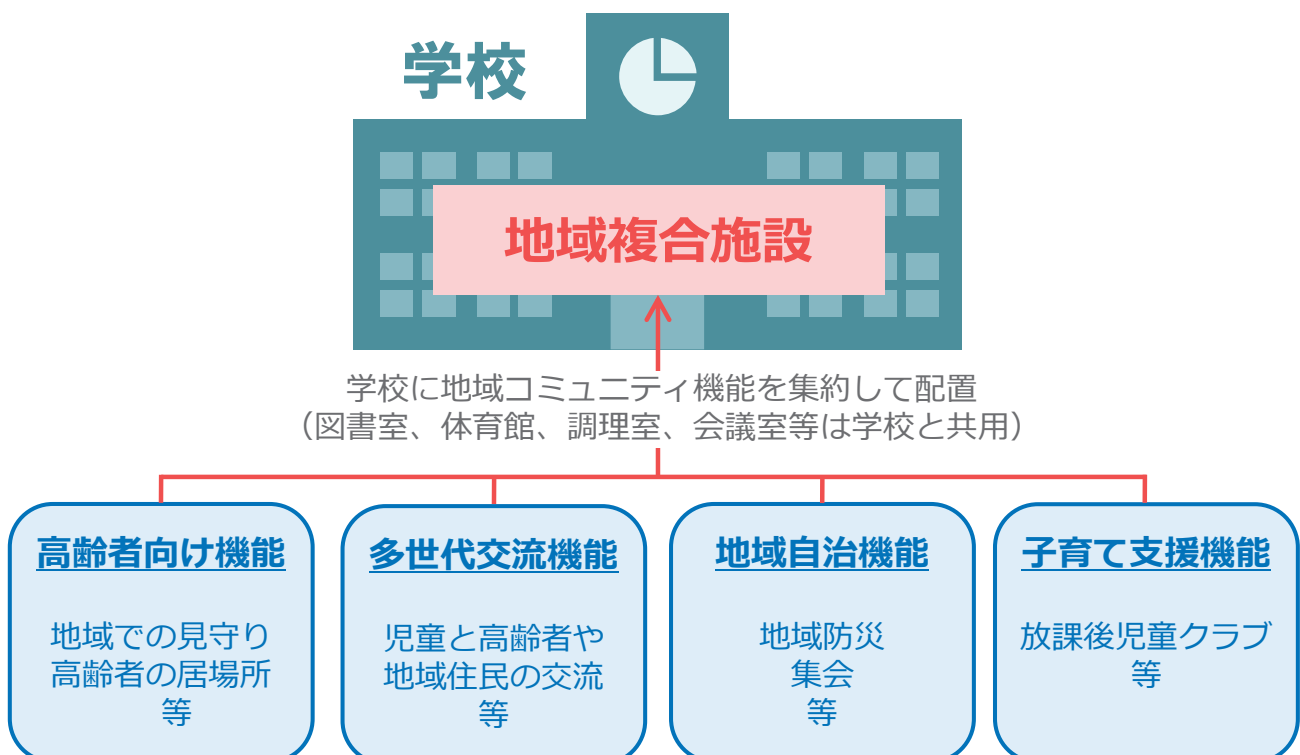 学校
地域複合施設
学校に地域コミュニティ機能を集約して配置
（図書室、体育館、調理室、会議室等は学校と共用）
高齢者向け機能
地域での見守り
高齢者の居場所
等
多世代交流機能
児童と高齢者や
地域住民の交流
等
地域自治機能
地域防災
集会
等
子育て支援機能
放課後児童クラブ
等